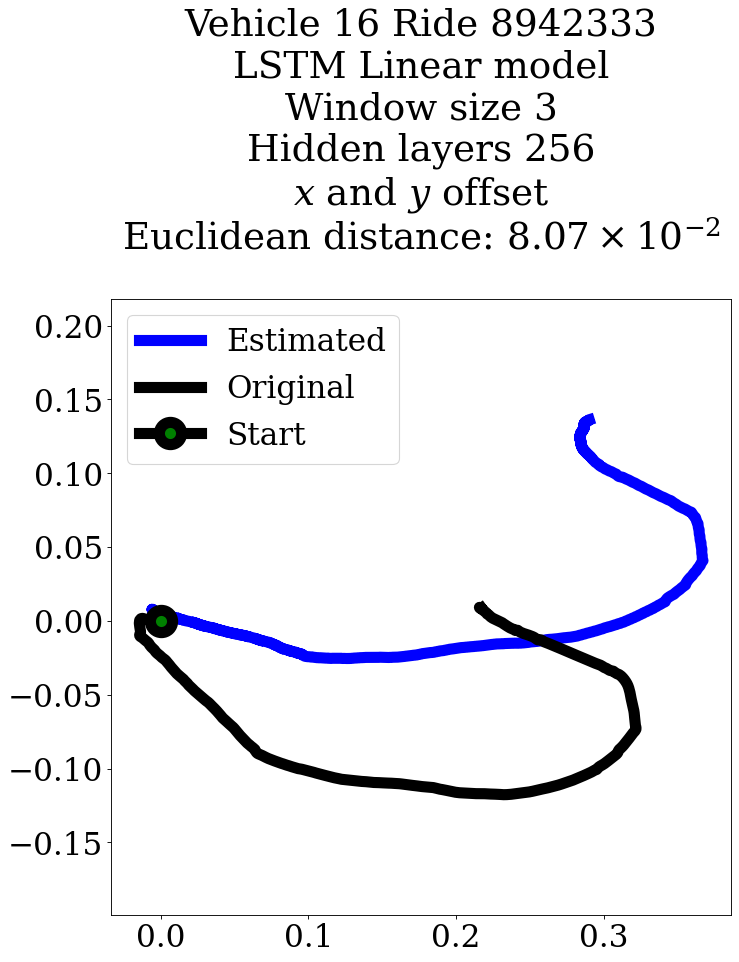 Vehicle 16 Ride 8942333
LSTM Linear model
Window size 3
Hidden layers 256
x and y offset
Euclidean distance: 8.07 × 10⁻²
Estimated
Original
Start
0.20
0.15
0.10
0.05
0.00
−0.05
−0.10
−0.15
0.0 0.1 0.2 0.3